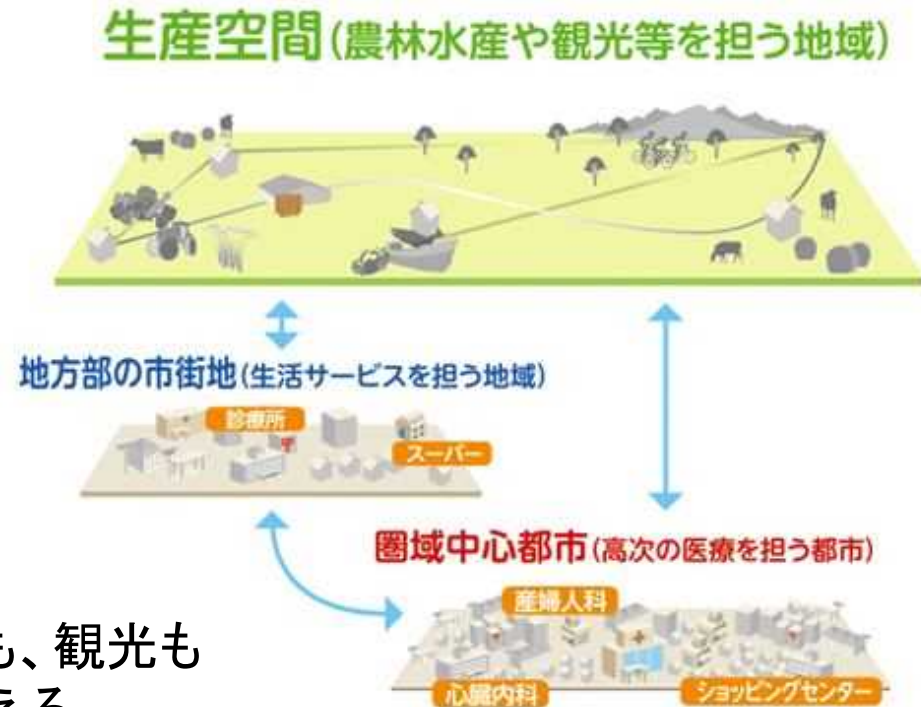 生産空間(農林水産や観光等を担う地域)
地方部の市街地(生活サービスを担う地域)
診療所
スーパー
圏域中心都市(高次の医療を担う都市)
産婦人科
も、観光も
える
心臓内科
ショッピングセンター